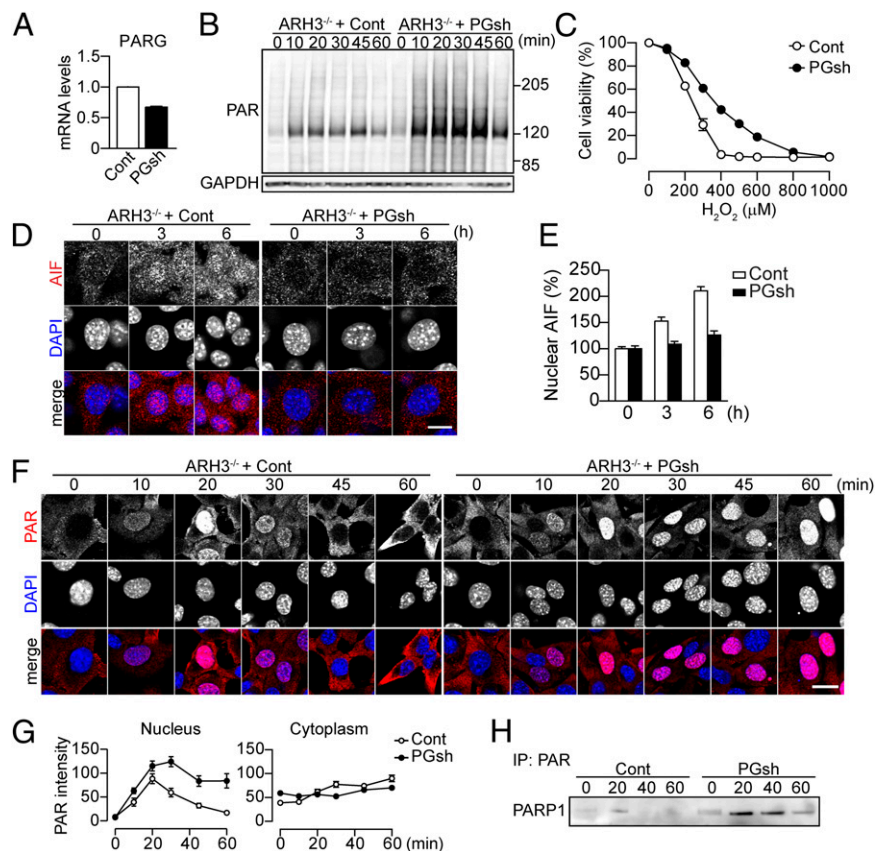 A
PARG
mRNA levels
1.5
1.0
0.5
0
Cont
PGsh
B
ARH3-/- + Cont ARH3-/- + PGsh
0 10 20 30 45 60 0 10 20 30 45 60 (min)
PAR
205
120
85
GAPDH
C
Cell viability (%)
100
80
60
40
20
0
0 200 400 600 800 1000
H2O2 (μM)
Cont
PGsh
D
ARH3-/- + Cont ARH3-/- + PGsh
0 3 6 0 3 6 (h)
AIF
DAPI
merge
E
Nuclear AIF (%)
250
200
150
100
50
0
0 3 6 (h)
Cont
PGsh
F
ARH3-/- + Cont ARH3-/- + PGsh
0 10 20 30 45 60 0 10 20 30 45 60 (min)
PAR
DAPI
merge
G
Nucleus Cytoplasm
PAR intensity
150
100
50
0
0 20 40 60
150
100
50
0
0 20 40 60 (min)
Cont
PGsh
H
IP: PAR
Cont PGsh
0 20 40 60 0 20 40 60
PARP1